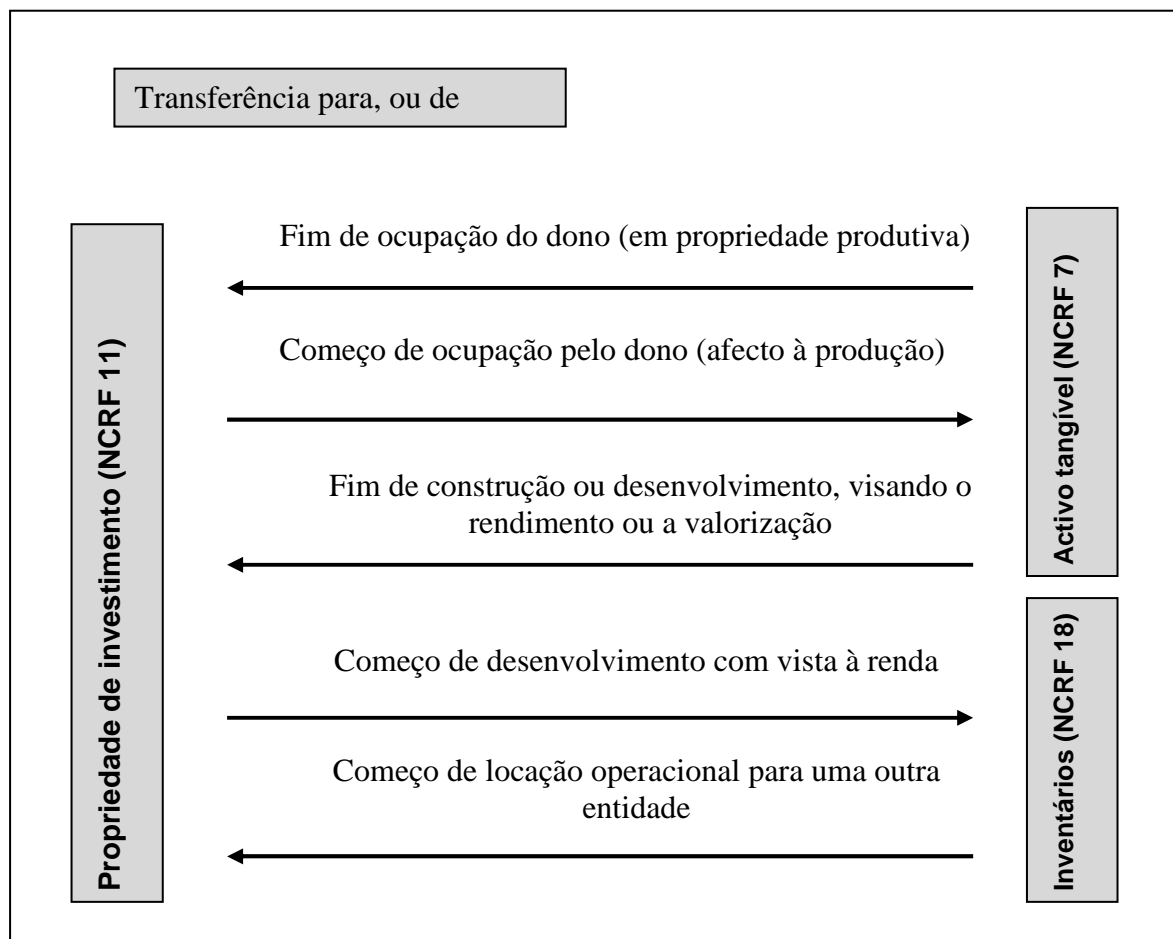 Transferência para, ou de
Propriedade de investimento (NCRF 11)
Fim de ocupação do dono (em propriedade produtiva)
Começo de ocupação pelo dono (afecto à produção)
Fim de construção ou desenvolvimento, visando o
rendimento ou a valorização
Começo de desenvolvimento com vista à renda
Começo de locação operacional para uma outra
entidade
Activo tangível (NCRF 7)
Inventários (NCRF 18)